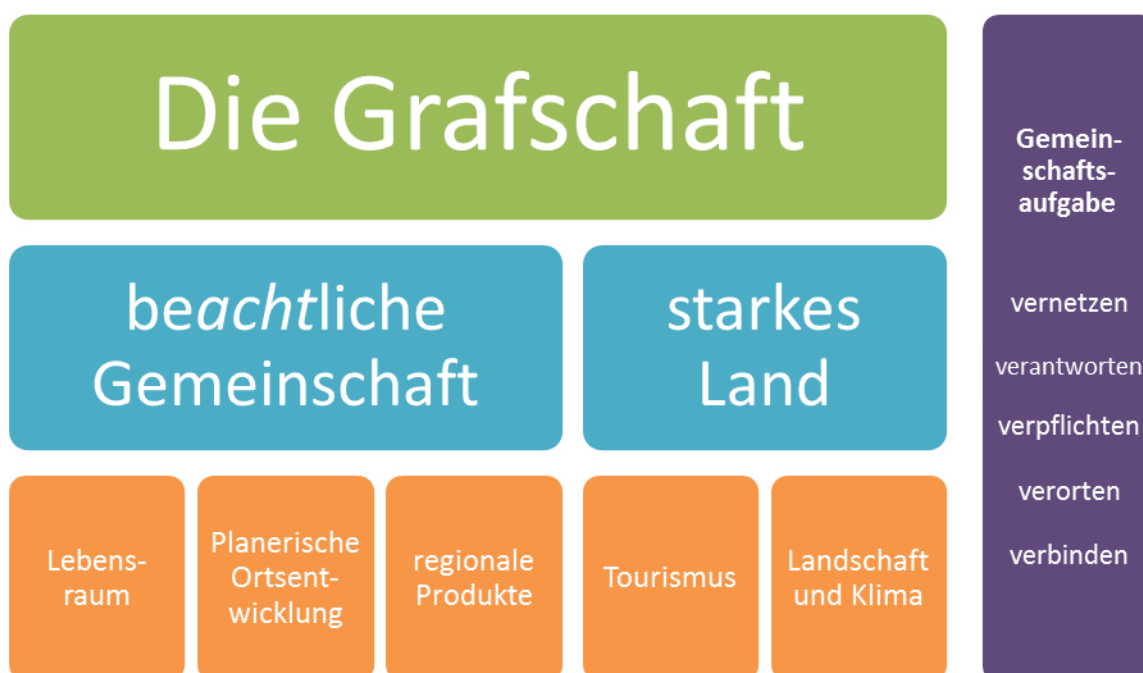 Die Grafschaft
beachtliche
Gemeinschaft
starkes
Land
Lebens-
raum
Planerische
Ortsent-
wicklung
regionale
Produkte
Tourismus
Landschaft
und Klima
Gemein-
schafts-
aufgabe
vernetzen
verantworten
verpflichten
verorten
verbinden